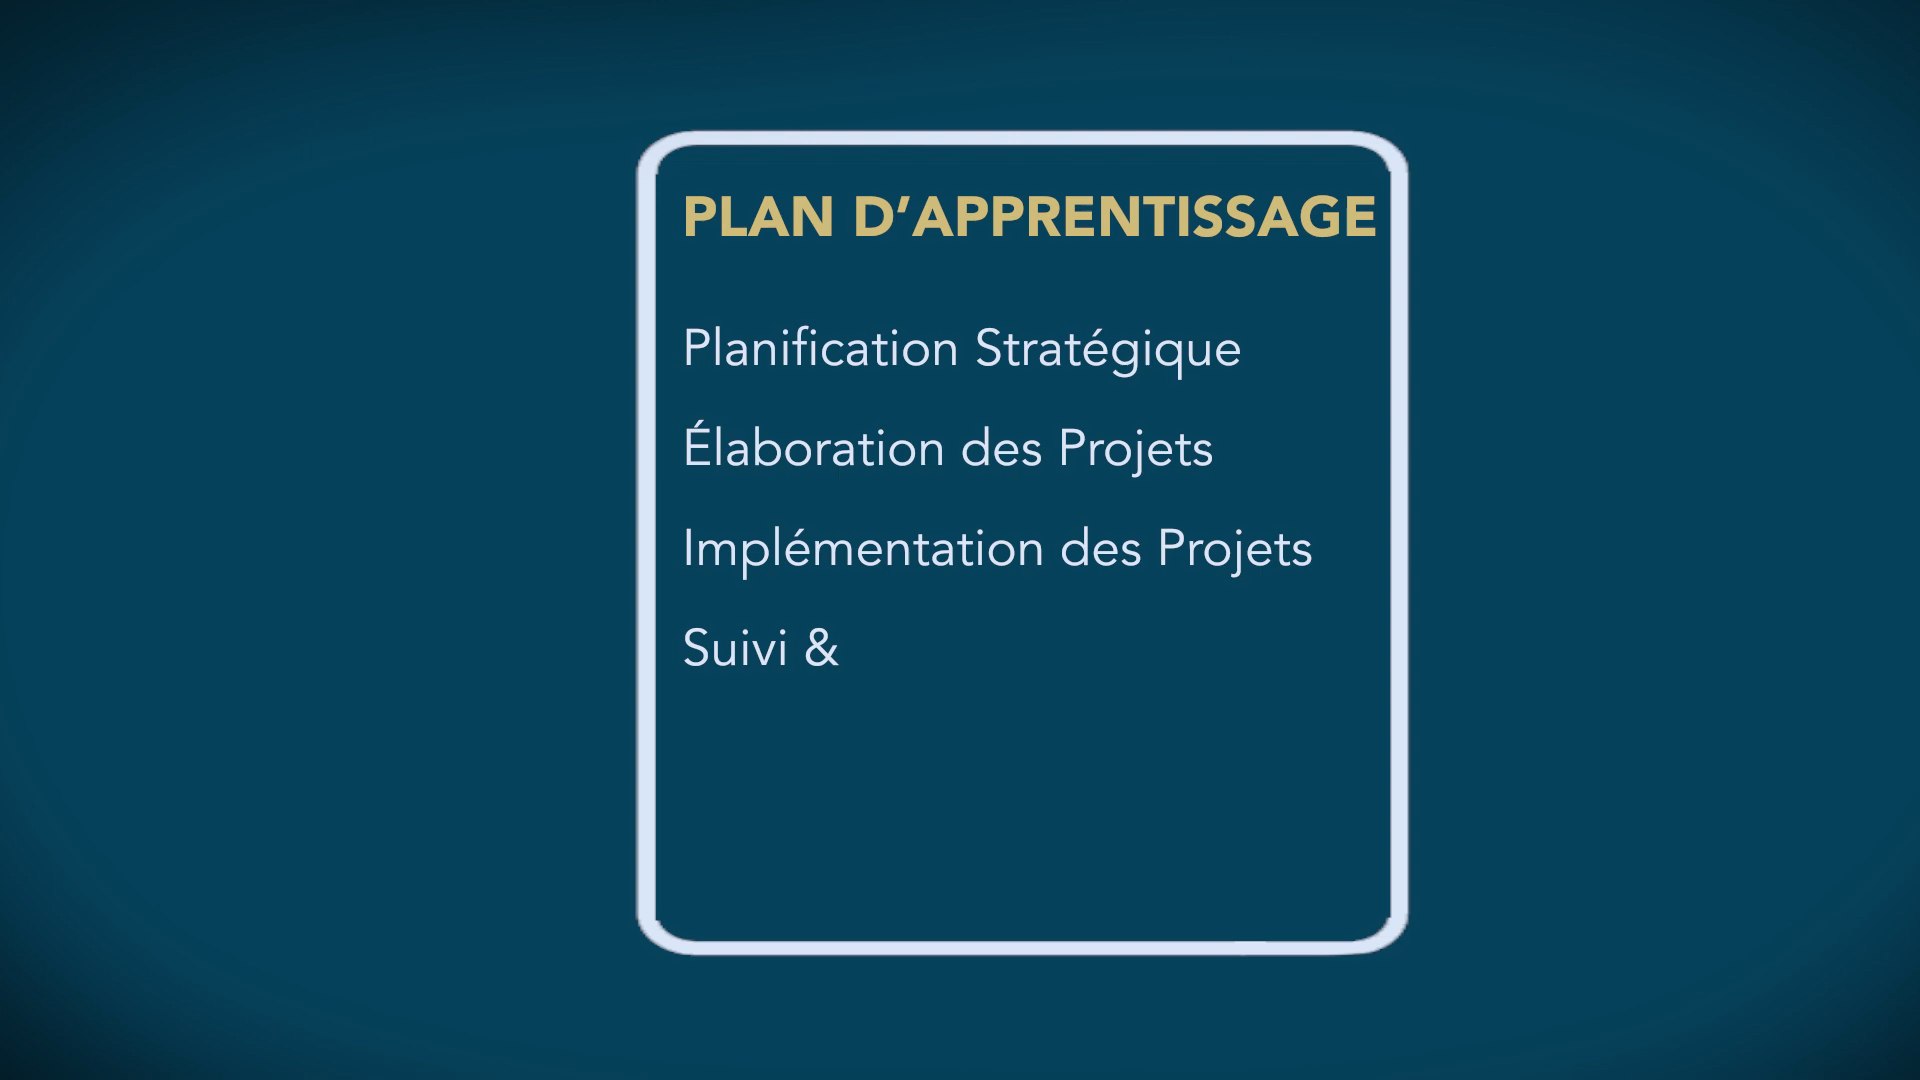 PLAN D’APPRENTISSAGE
Planification Stratégique
Élaboration des Projets
Implémentation des Projets
Suivi &